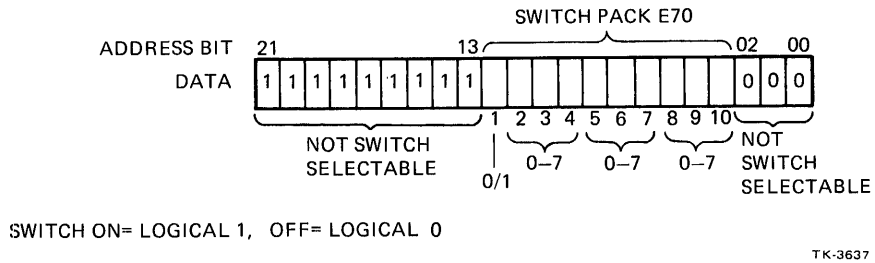 SWITCH PACK E70
ADDRESS BIT 21 13 02 00
DATA 1 1 1 1 1 1 1 1 1 0 0 0
1 2 3 4 5 6 7 8 9 10
NOT SWITCH
SELECTABLE
0/1
0–7 0–7 0–7
NOT
SWITCH
SELECTABLE
SWITCH ON= LOGICAL 1, OFF= LOGICAL 0
TK-3637